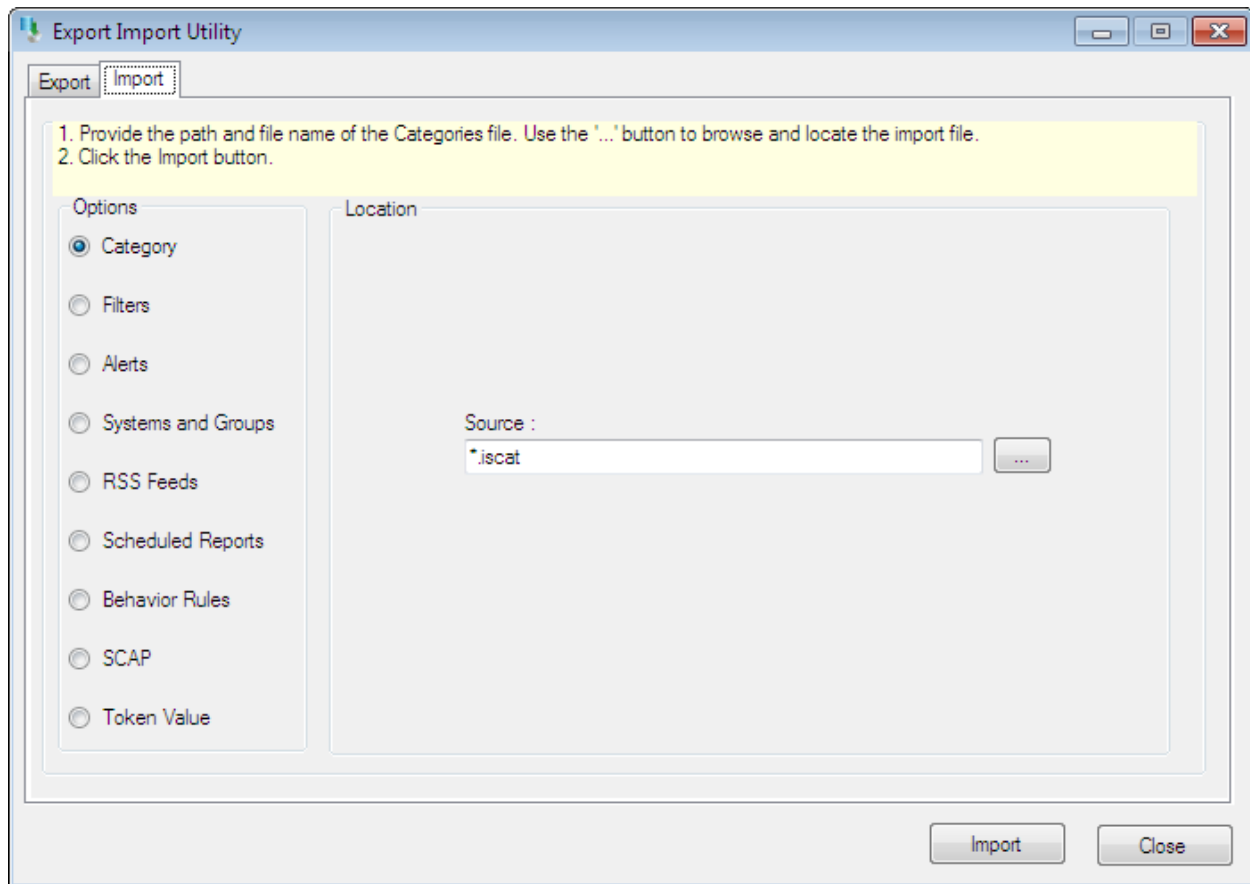 Export Import Utility
Export
Import
1. Provide the path and file name of the Categories file. Use the '...' button to browse and locate the import file.
2. Click the Import button.
Options
Location
Category
Filters
Alerts
Systems and Groups
Source :
*.iscat
...
RSS Feeds
Scheduled Reports
Behavior Rules
SCAP
Token Value
Import
Close